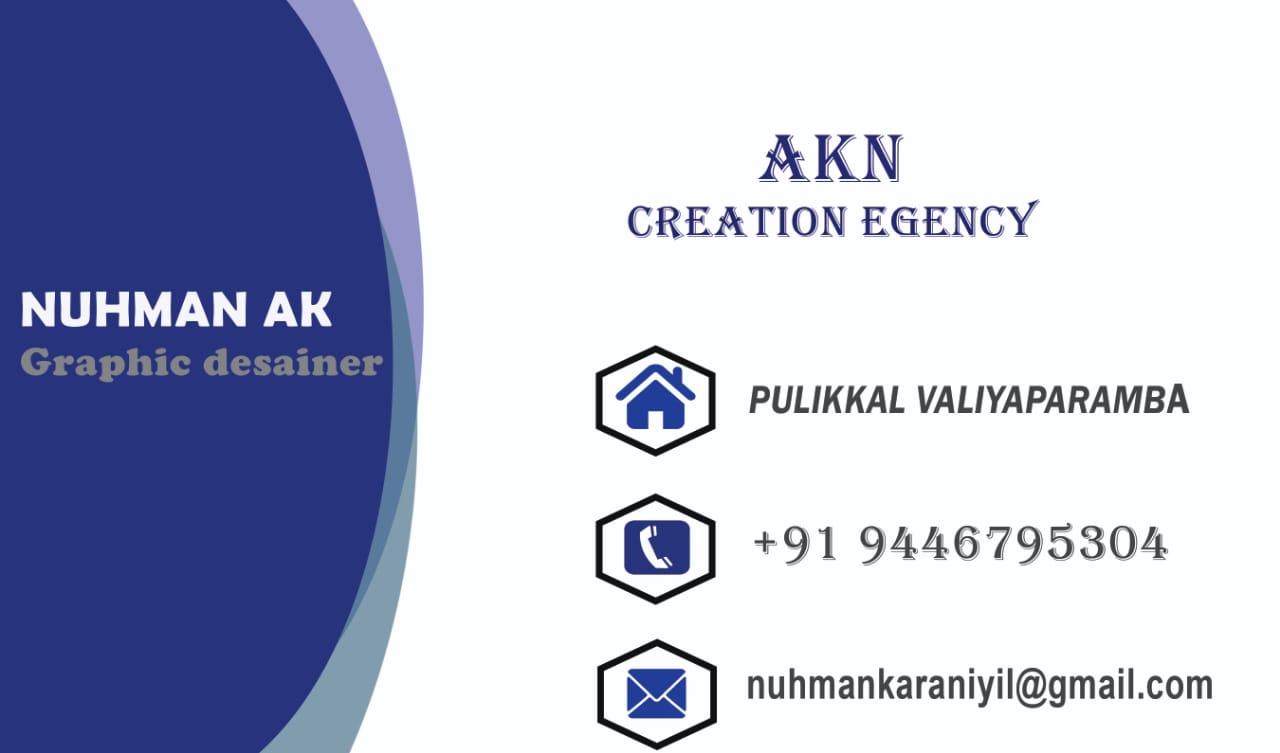 NUHMAN AK
Graphic desainer
AKN
CREATION EGENCY
PULIKKAL VALIYAPARAMBA
+91 9446795304
nuhmankaraniyil@gmail.com